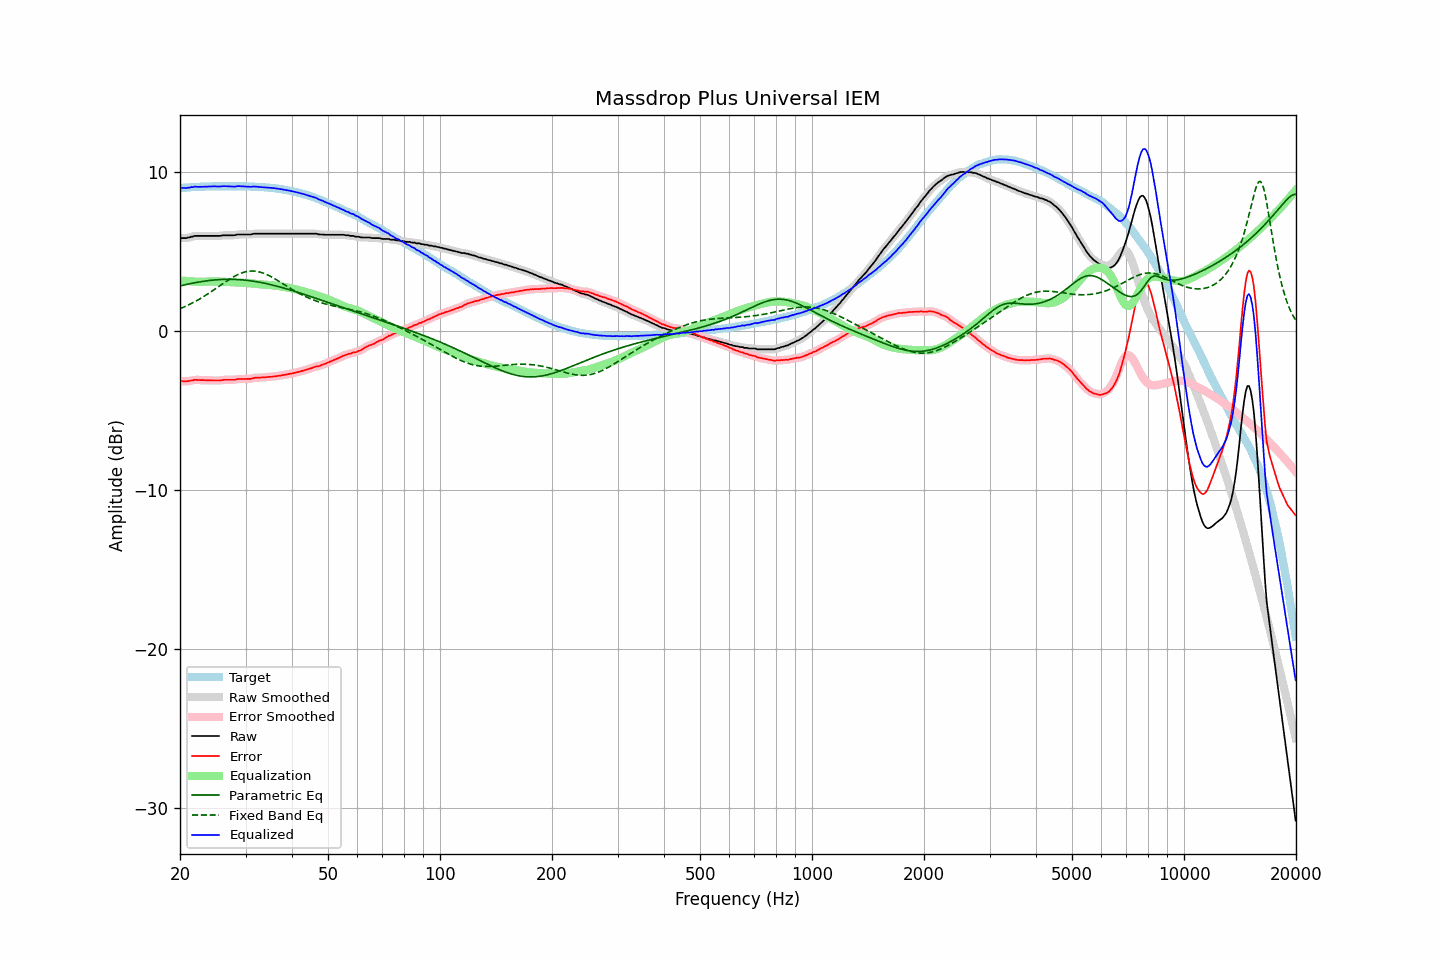 Massdrop Plus Universal IEM
10
0
−10
−20
−30
Amplitude (dBr)
Target
Raw Smoothed
Error Smoothed
Raw
Error
Equalization
Parametric Eq
Fixed Band Eq
Equalized
20 50 100 200 500 1000 2000 5000 10000 20000
Frequency (Hz)